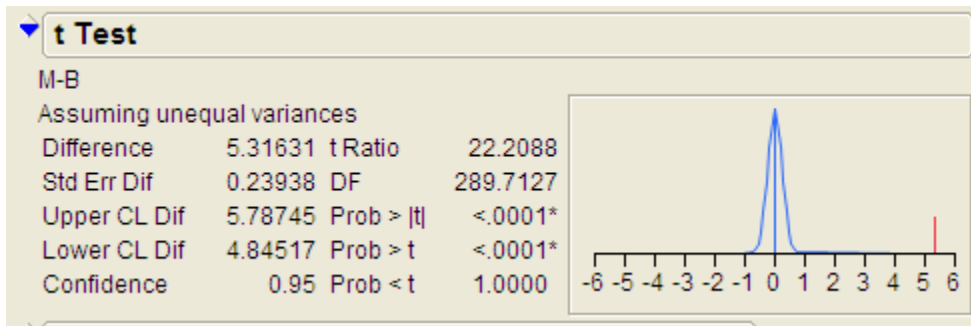 t Test
M-B
Assuming unequal variances
Difference 5.31631 t Ratio 22.2088
Std Err Dif 0.23938 DF 289.7127
Upper CL Dif 5.78745 Prob > |t| <.0001*
Lower CL Dif 4.84517 Prob > t <.0001*
Confidence 0.95 Prob < t 1.0000
-6 -5 -4 -3 -2 -1 0 1 2 3 4 5 6